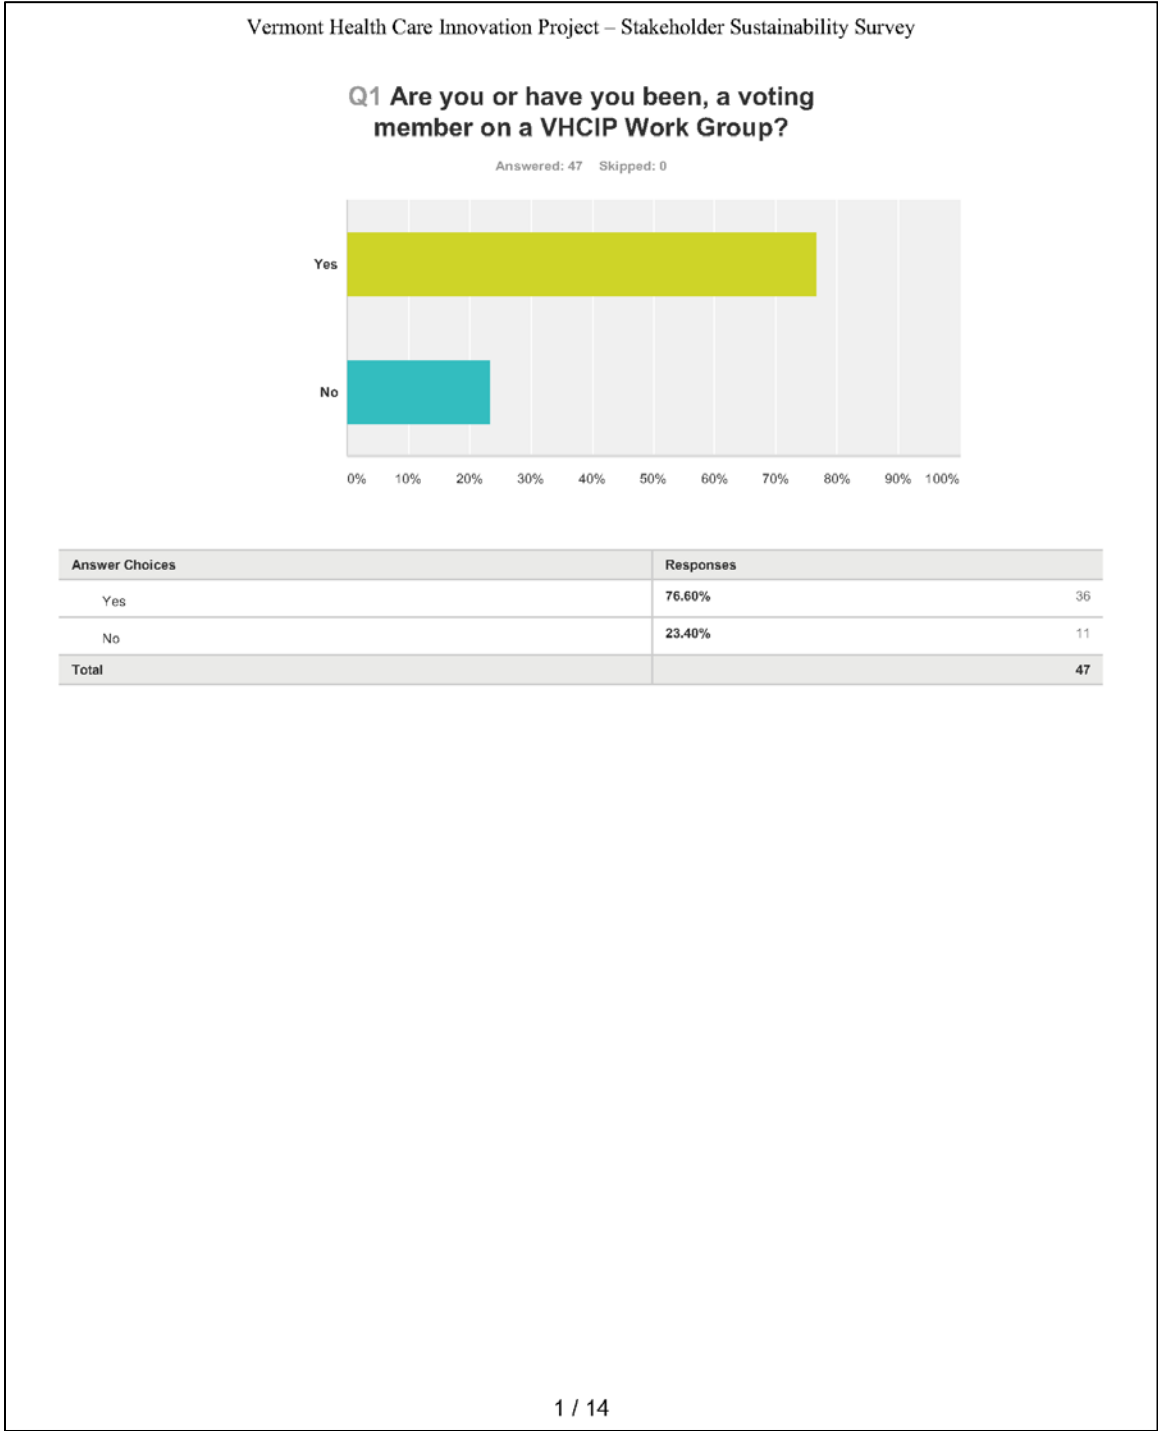 Vermont Health Care Innovation Project – Stakeholder Sustainability Survey
Q1 Are you or have you been, a voting
member on a VHCIP Work Group?
Answered: 47 Skipped: 0
Yes
No
0% 10% 20% 30% 40% 50% 60% 70% 80% 90% 100%
Answer Choices Responses
Yes 76.60% 36
No 23.40% 11
Total 47
1 / 14